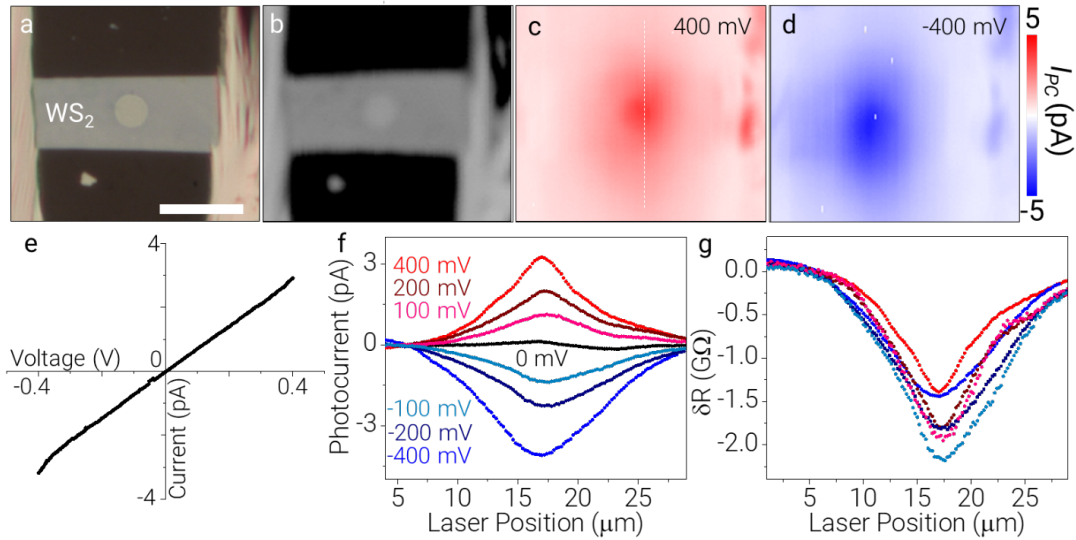 a
WS₂
b
c
400 mV
d
-400 mV
5
I_PC (pA)
-5
e
4
Voltage (V)
0
-0.4
0.4
Current (pA)
-4
f
Photocurrent (pA)
3
0
-3
400 mV
200 mV
100 mV
0 mV
-100 mV
-200 mV
-400 mV
5 10 15 20 25
Laser Position (μm)
g
δR (GΩ)
0.0
-0.5
-1.0
-1.5
-2.0
5 10 15 20 25
Laser Position (μm)